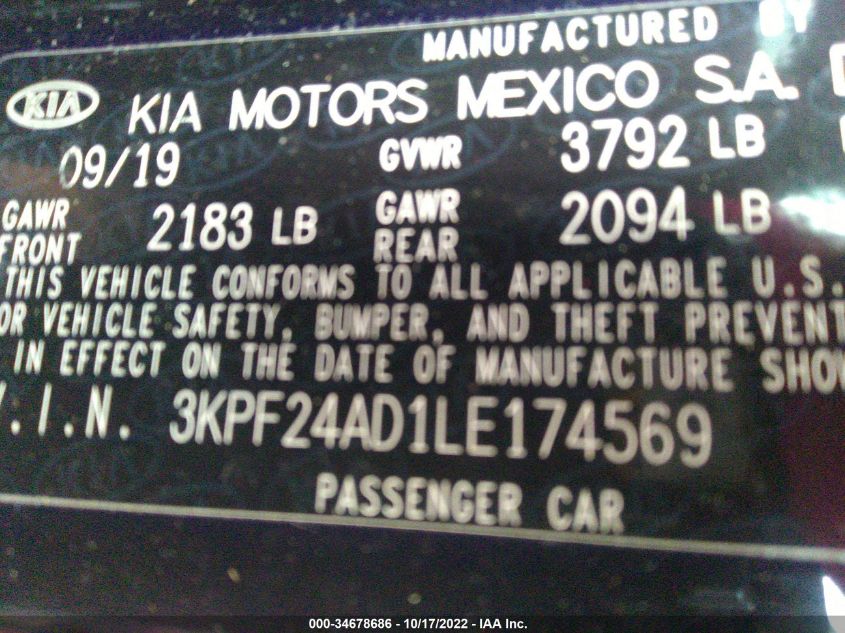 MANUFACTURED BY
KIA KIA MOTORS MEXICO S.A.
09/19 GVWR 3792 LB
GAWR FRONT 2183 LB GAWR REAR 2094 LB
THIS VEHICLE CONFORMS TO ALL APPLICABLE U.S.
OR VEHICLE SAFETY, BUMPER, AND THEFT PREVENT
IN EFFECT ON THE DATE OF MANUFACTURE SHO
V.I.N. 3KPF24AD1LE174569
PASSENGER CAR
000-34678686 - 10/17/2022 - IAA Inc.